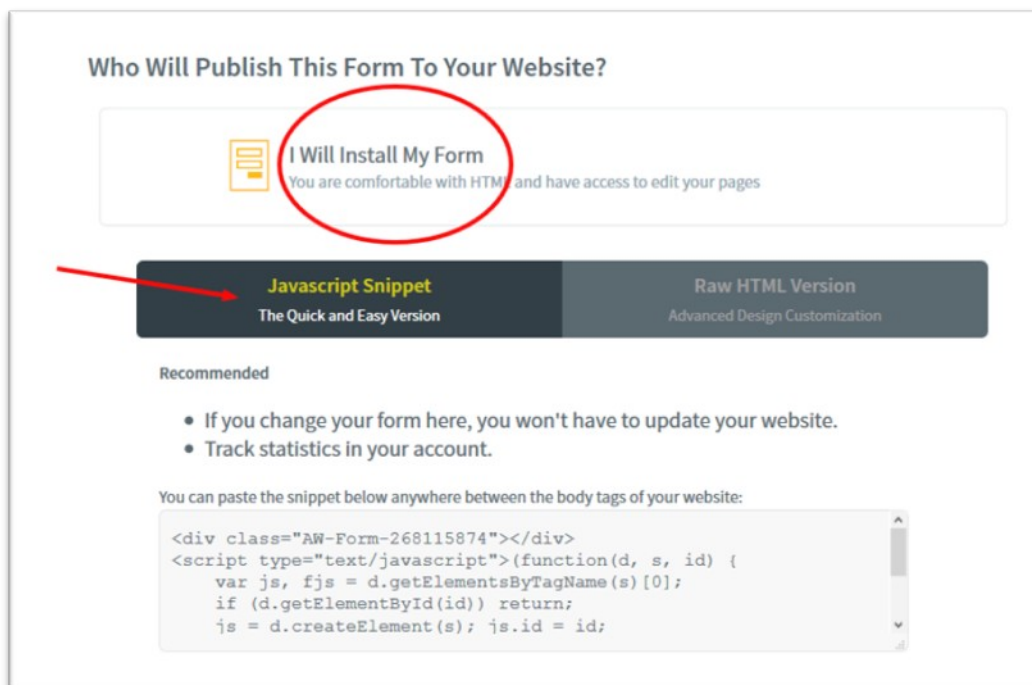 Who Will Publish This Form To Your Website?
I Will Install My Form
You are comfortable with HTML and have access to edit your pages
Javascript Snippet
The Quick and Easy Version
Raw HTML Version
Advanced Design Customization
Recommended
• If you change your form here, you won't have to update your website.
• Track statistics in your account.
You can paste the snippet below anywhere between the body tags of your website:
<div class="AW-Form-268115874"></div>
<script type="text/javascript">(function(d, s, id) {
    var js, fjs = d.getElementsByTagName(s)[0];
    if (d.getElementById(id)) return;
    js = d.createElement(s); js.id = id;